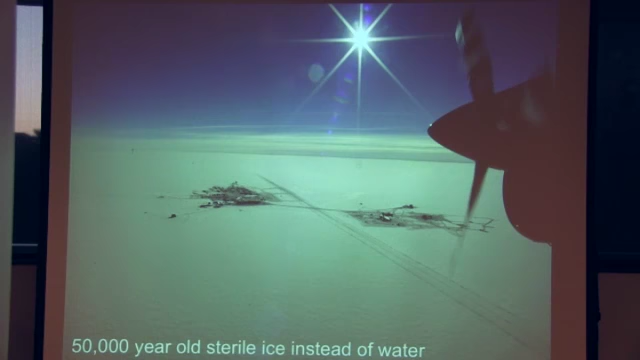 50,000 year old sterile ice instead of water